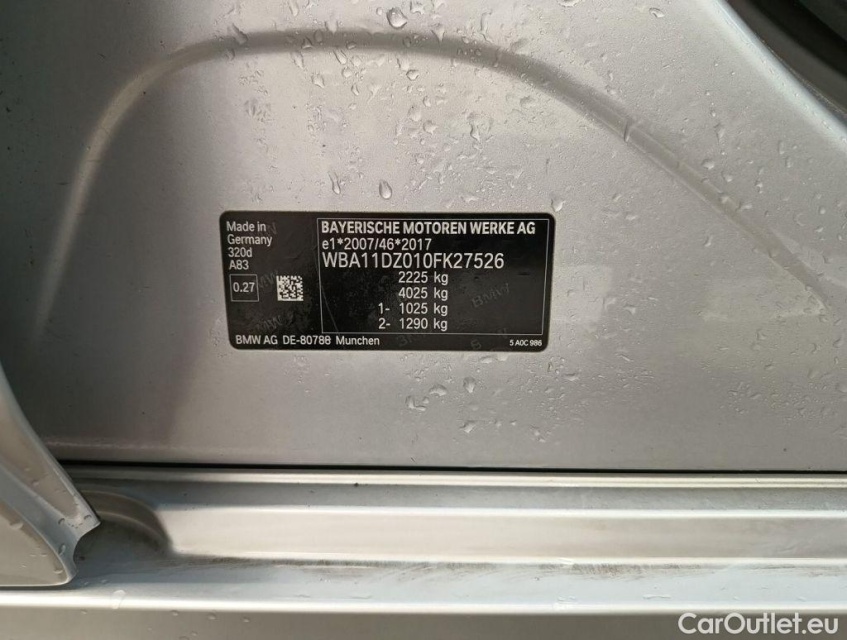 Made in
Germany
320d
A83
0.27
BAYERISCHE MOTOREN WERKE AG
e1*2007/46*2017
WBA11DZ010FK27526
2225 kg
4025 kg
1- 1025 kg
2- 1290 kg
BMW AG DE-80788 Munchen
5 A0C 986
CarOutlet.eu